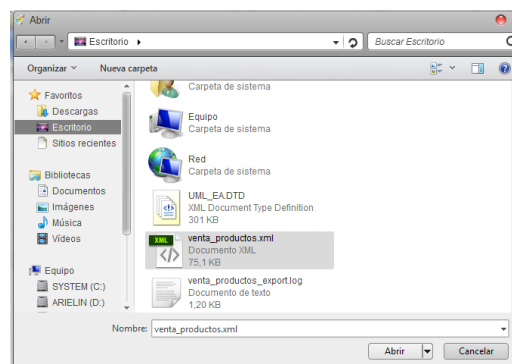 Abrir
Escritorio
Buscar Escritorio
Organizar
Nueva carpeta
Favoritos
Descargas
Escritorio
Sitios recientes
Bibliotecas
Documentos
Imágenes
Música
Vídeos
Equipo
SYSTEM (C:)
ARIELIN (D:)
Carpeta de sistema
Equipo
Carpeta de sistema
Red
Carpeta de sistema
UML_EA.DTD
XML Document Type Definition
301 KB
XML
venta_productos.xml
Documento XML
75,1 KB
venta_productos_export.log
Documento de texto
1,20 KB
Nombre: venta_productos.xml
Abrir
Cancelar